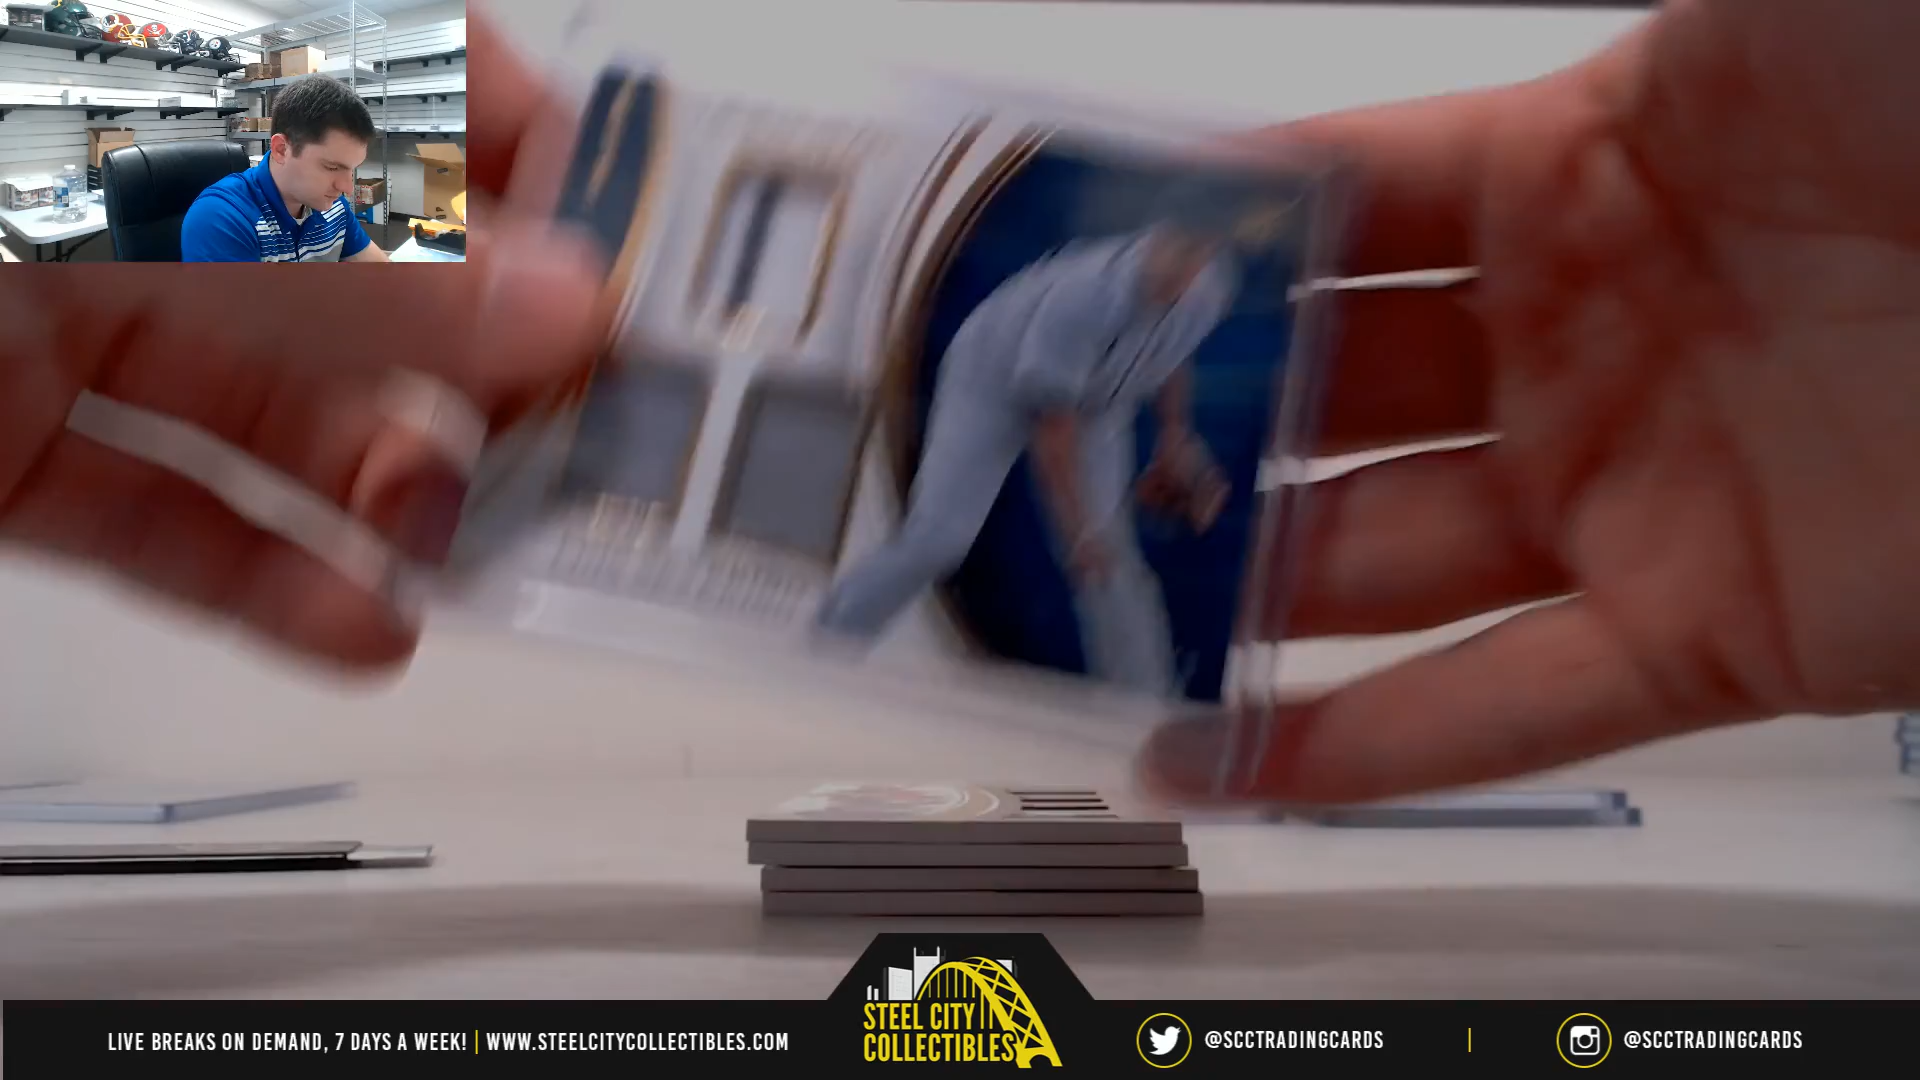 LIVE BREAKS ON DEMAND, 7 DAYS A WEEK! | WWW.STEELCITYCOLLECTIBLES.COM
STEEL CITY
COLLECTIBLES
@SCCTRADINGCARDS
@SCCTRADINGCARDS